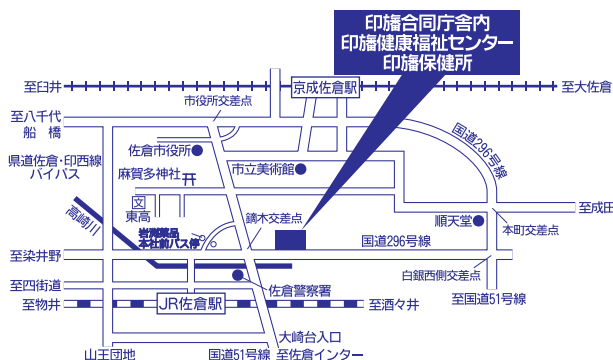 印旛合同庁舎内
印旛健康福祉センター
印旛保健所
至臼井
京成佐倉駅
至大佐倉
市役所交差点
至八千代
船橋
国道296号線
佐倉市役所
県道佐倉・印西線
バイパス
麻賀多神社
市立美術館
文
東高
高崎川
至成田
順天堂
本町交差点
岩渕薬品
本社前バス停
鏑木交差点
国道296号線
至染井野
白銀西側交差点
至四街道
佐倉警察署
至国道51号線
至物井
JR佐倉駅
至酒々井
大崎台入口
山王団地
国道51号線
至佐倉インター